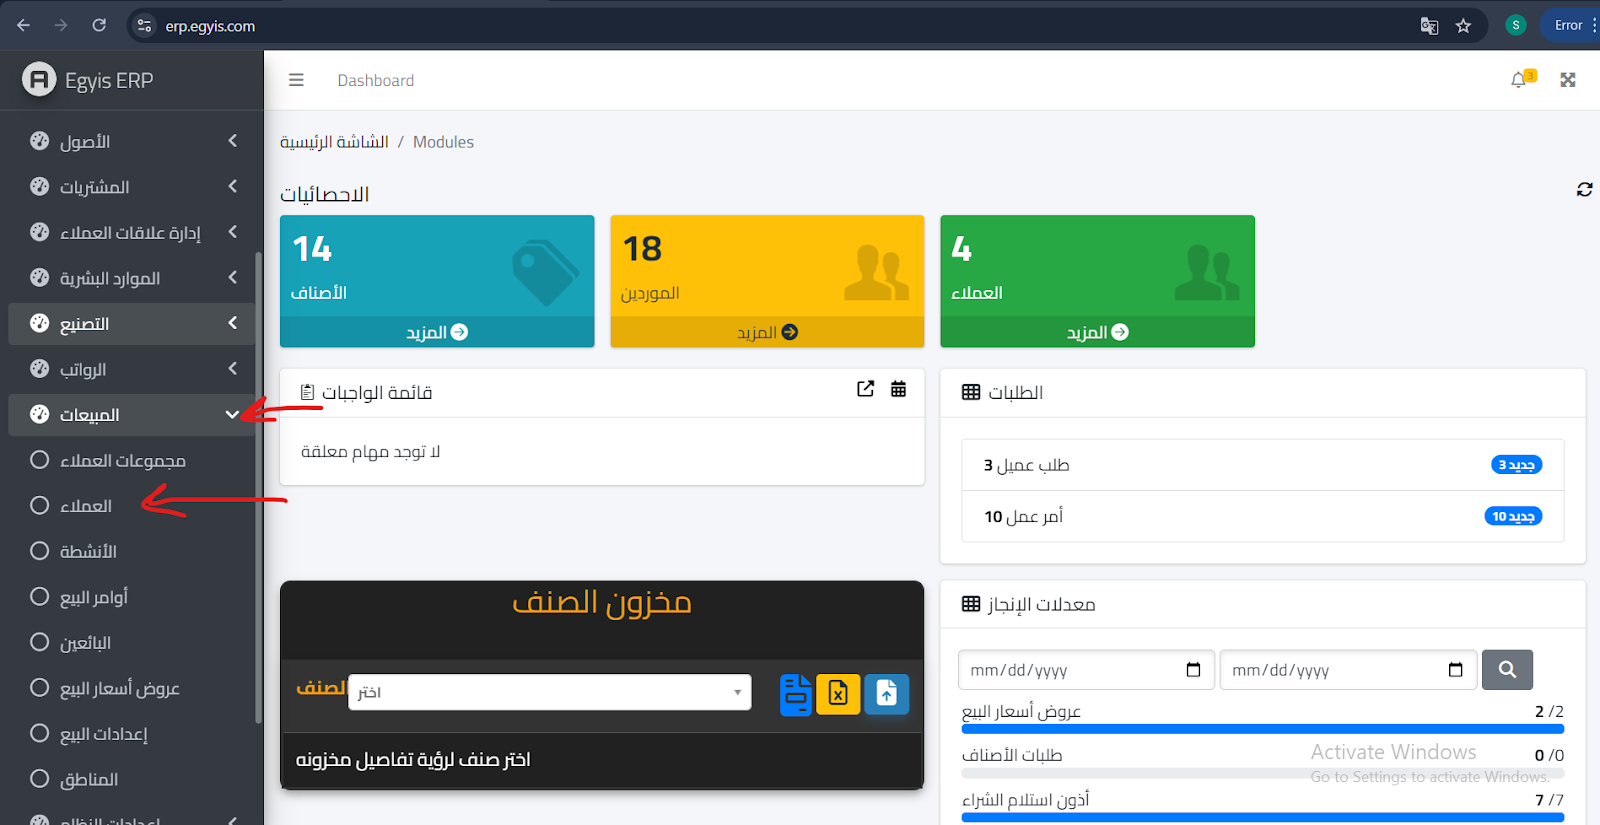 erp.egyis.com
S
Error
Egyis ERP
Dashboard
3
الأصول
المشتريات
إدارة علاقات العملاء
الموارد البشرية
التصنيع
الرواتب
المبيعات
مجموعات العملاء
العملاء
الأنشطة
أوامر البيع
البائعين
عروض أسعار البيع
إعدادات البيع
المناطق
إعدادات النظام
الشاشة الرئيسية / Modules
الاحصائيات
14
الأصناف
المزيد
18
الموردين
المزيد
4
العملاء
المزيد
قائمة الواجبات
لا توجد مهام معلقة
الطلبات
طلب عميل 3
جديد 3
أمر عمل 10
جديد 10
مخزون الصنف
الصنف
اختر
اختر صنف لرؤية تفاصيل مخزونه
معدلات الإنجاز
mm/dd/yyyy
mm/dd/yyyy
عروض أسعار البيع
2 /2
طلبات الأصناف
0 /0
أذون استلام الشراء
7 /7
Activate Windows
Go to Settings to activate Windows.